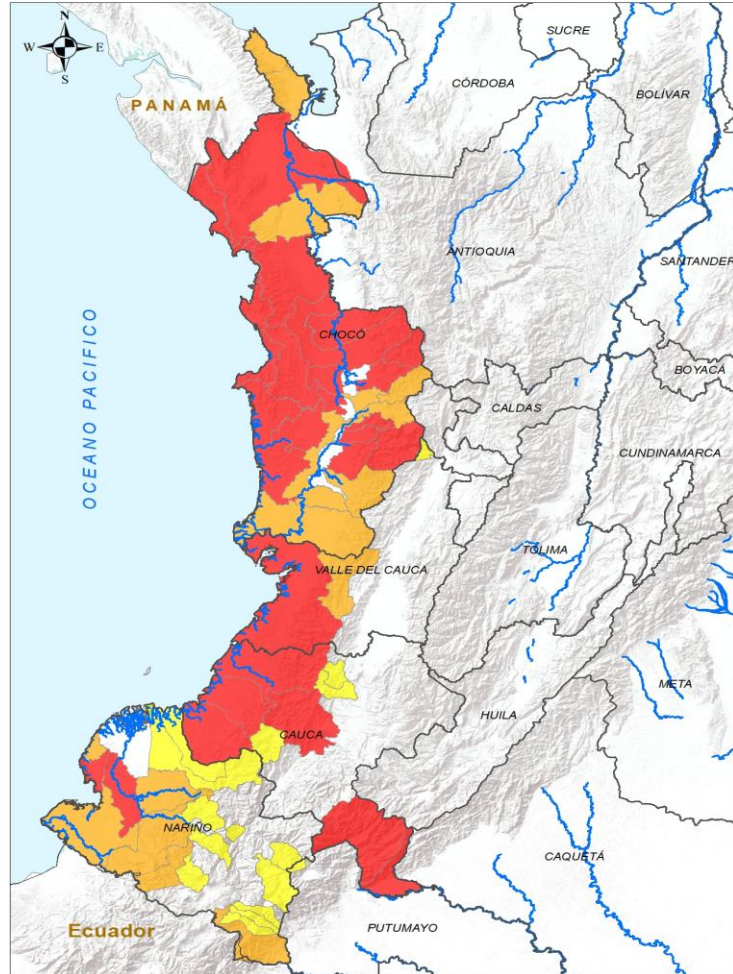 N
W E
S
SUCRE
CÓRDOBA
BOLÍVAR
PANAMÁ
ANTIOQUIA
SANTANDER
OCEANO PACIFICO
CHOCÓ
BOYACÁ
CALDAS
CUNDINAMARCA
TOLIMA
VALLE DEL CAUCA
META
HUILA
CAUCA
NARIÑO
CAQUETÁ
PUTUMAYO
Ecuador